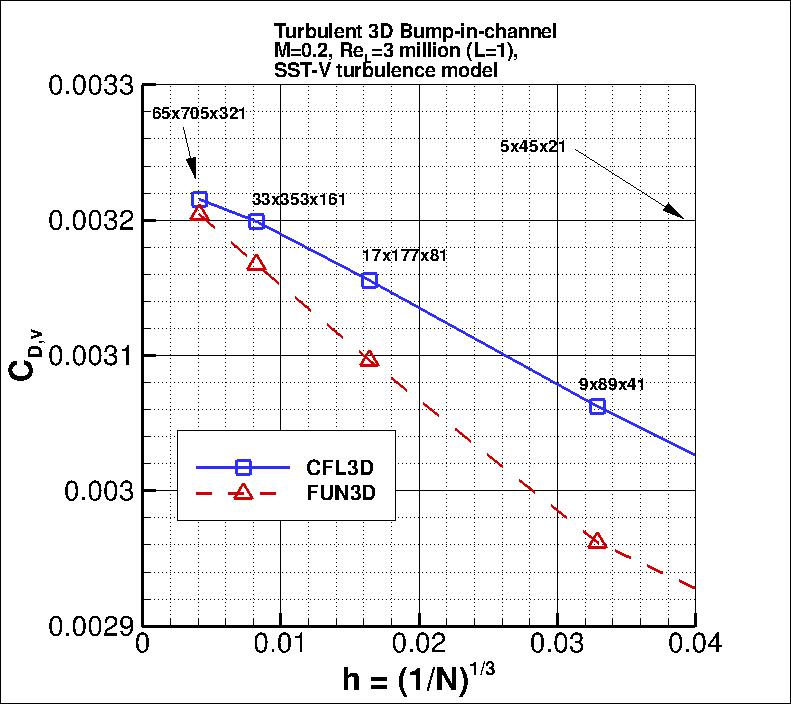 Turbulent 3D Bump-in-channel
M=0.2, Re_L=3 million (L=1),
SST-V turbulence model
0.0033
65x705x321
5x45x21
33x353x161
0.0032
17x177x81
C_D,v
0.0031
9x89x41
CFL3D
0.003
FUN3D
0.0029
0
0.01
0.02
0.03
0.04
h = (1/N)^1/3